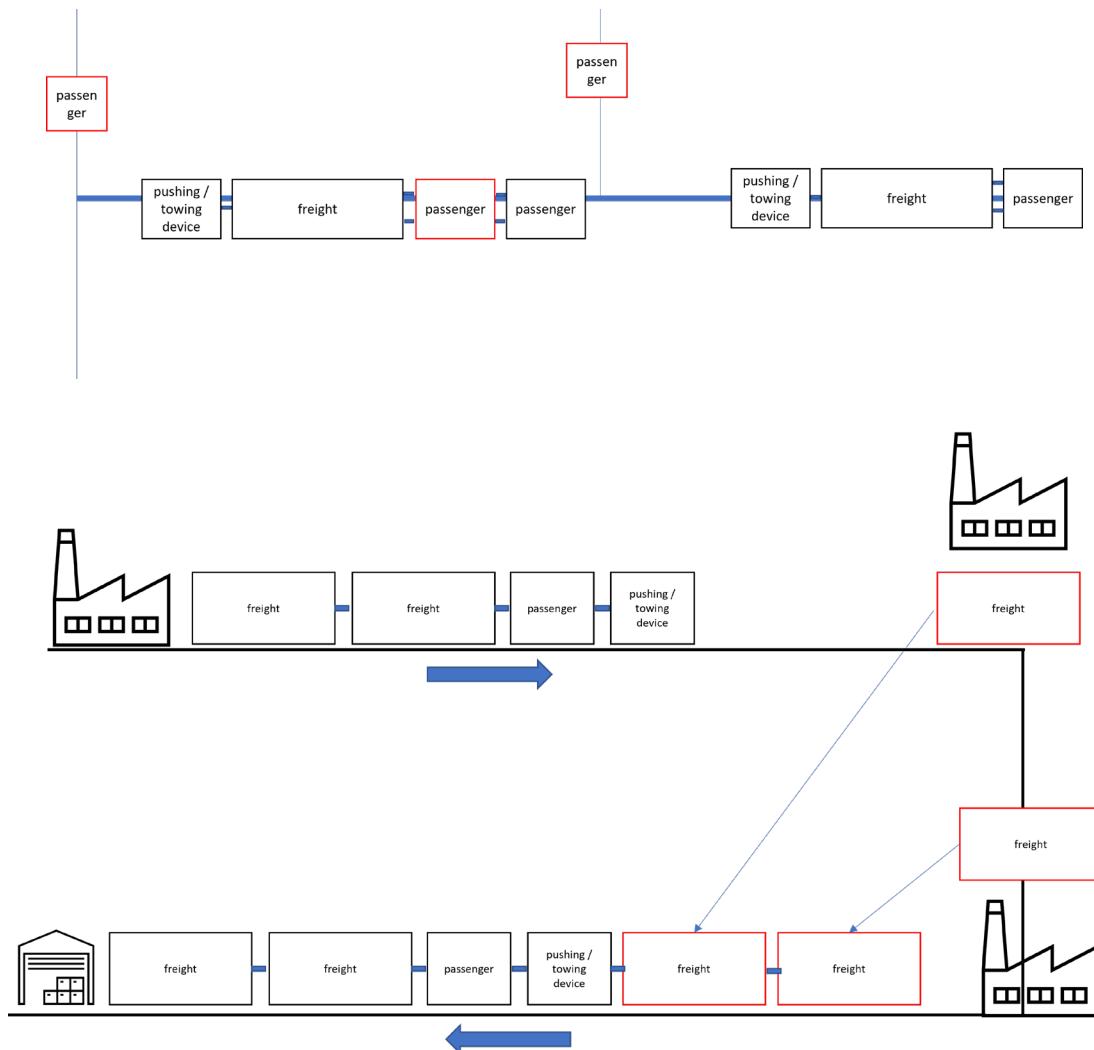 passen
ger
passen
ger
pushing /
towing
device
freight
passenger
passenger
pushing /
towing
device
freight
passenger
freight
freight
passenger
pushing /
towing
device
freight
freight
freight
freight
passenger
pushing /
towing
device
freight
freight